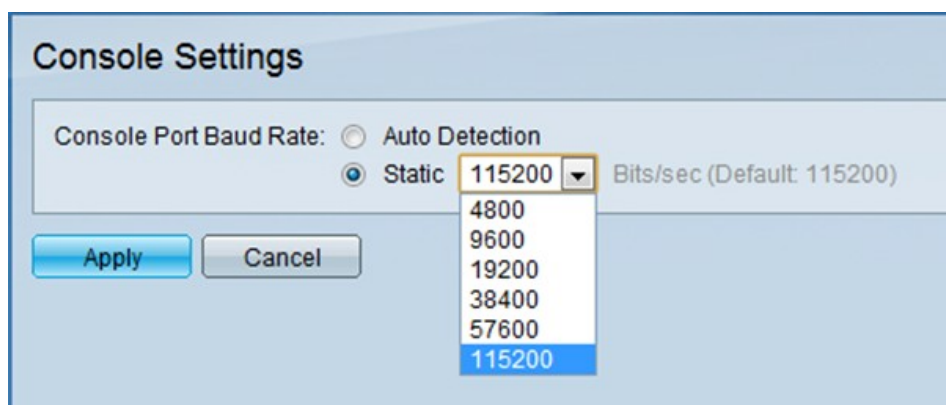 Console Settings
Console Port Baud Rate: Auto Detection
Static 115200 Bits/sec (Default: 115200)
4800
9600
19200
38400
57600
115200
Apply Cancel